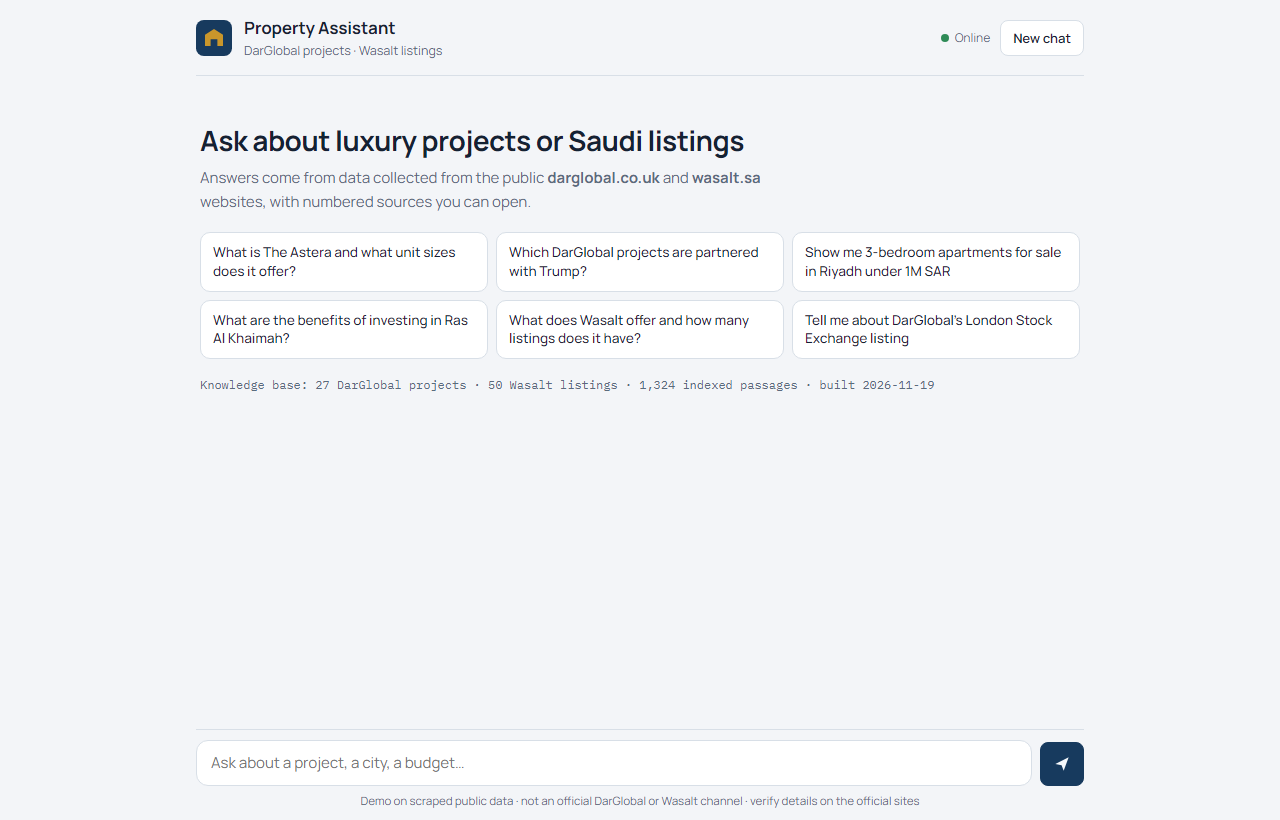 Property Assistant
DarGlobal projects · Wasalt listings
Online
New chat
Ask about luxury projects or Saudi listings
Answers come from data collected from the public darglobal.co.uk and wasalt.sa
websites, with numbered sources you can open.
What is The Astera and what unit sizes
does it offer?
Which DarGlobal projects are partnered
with Trump?
Show me 3-bedroom apartments for sale
in Riyadh under 1M SAR
What are the benefits of investing in Ras
Al Khaimah?
What does Wasalt offer and how many
listings does it have?
Tell me about DarGlobal's London Stock
Exchange listing
Knowledge base: 27 DarGlobal projects · 50 Wasalt listings · 1,324 indexed passages · built 2026-11-19
Ask about a project, a city, a budget…
Demo on scraped public data · not an official DarGlobal or Wasalt channel · verify details on the official sites